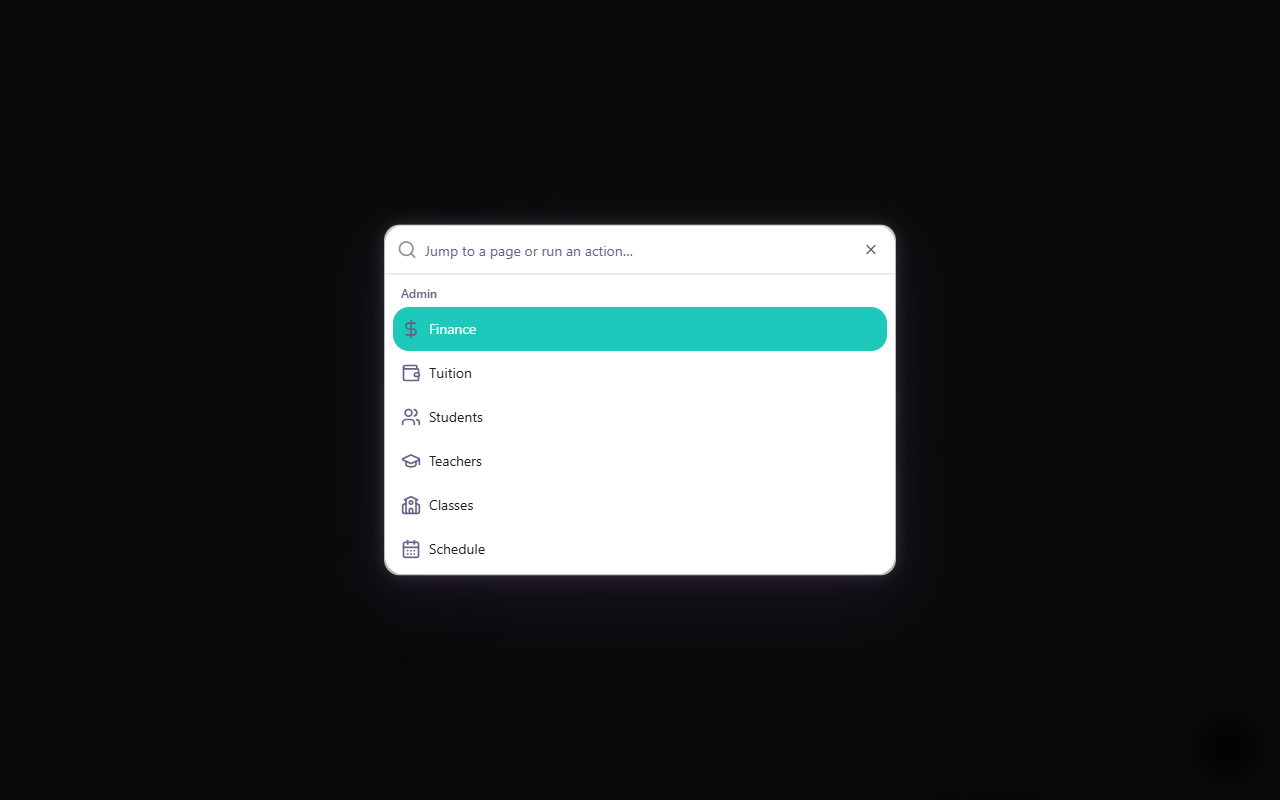 Jump to a page or run an action...
Admin
Finance
Tuition
Students
Teachers
Classes
Schedule